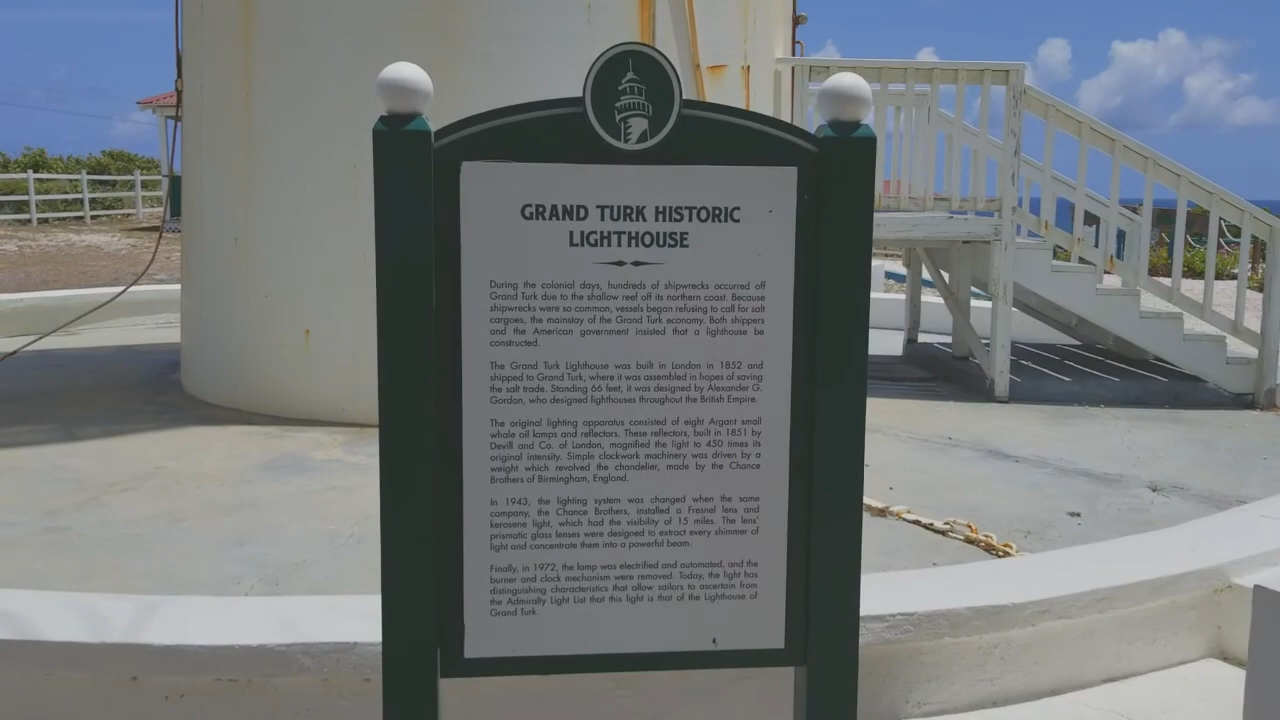 GRAND TURK HISTORIC
LIGHTHOUSE
During the colonial days, hundreds of shipwrecks occurred off
Grand Turk due to the shallow reef off its northern coast. Because
shipwrecks were so common, vessels began refusing to call for salt
cargoes, the mainstay of the Grand Turk economy. Both shippers
and the American government insisted that a lighthouse be
constructed.
The Grand Turk Lighthouse was built in London in 1852 and
shipped to Grand Turk, where it was assembled in hopes of saving
the salt trade. Standing 66 feet, it was designed by Alexander G.
Gordon, who designed lighthouses throughout the British Empire.
The original lighting apparatus consisted of eight Argant small
whale oil lamps and reflectors. These reflectors, built in 1851 by
Devill and Co. of London, magnified the light to 450 times its
original intensity. Simple clockwork machinery was driven by a
weight which revolved the chandelier, made by the Chance
Brothers of Birmingham, England.
In 1943, the lighting system was changed when the same
company, the Chance Brothers, installed a Fresnel lens and
kerosene light, which had the visibility of 15 miles. The lens'
prismatic glass lenses were designed to extract every shimmer of
light and concentrate them into a powerful beam.
Finally, in 1972, the lamp was electrified and automated, and the
burner and clock mechanism were removed. Today, the light has
distinguishing characteristics that allow sailors to ascertain from
the Admiralty Light List that this light is that of the Lighthouse of
Grand Turk.